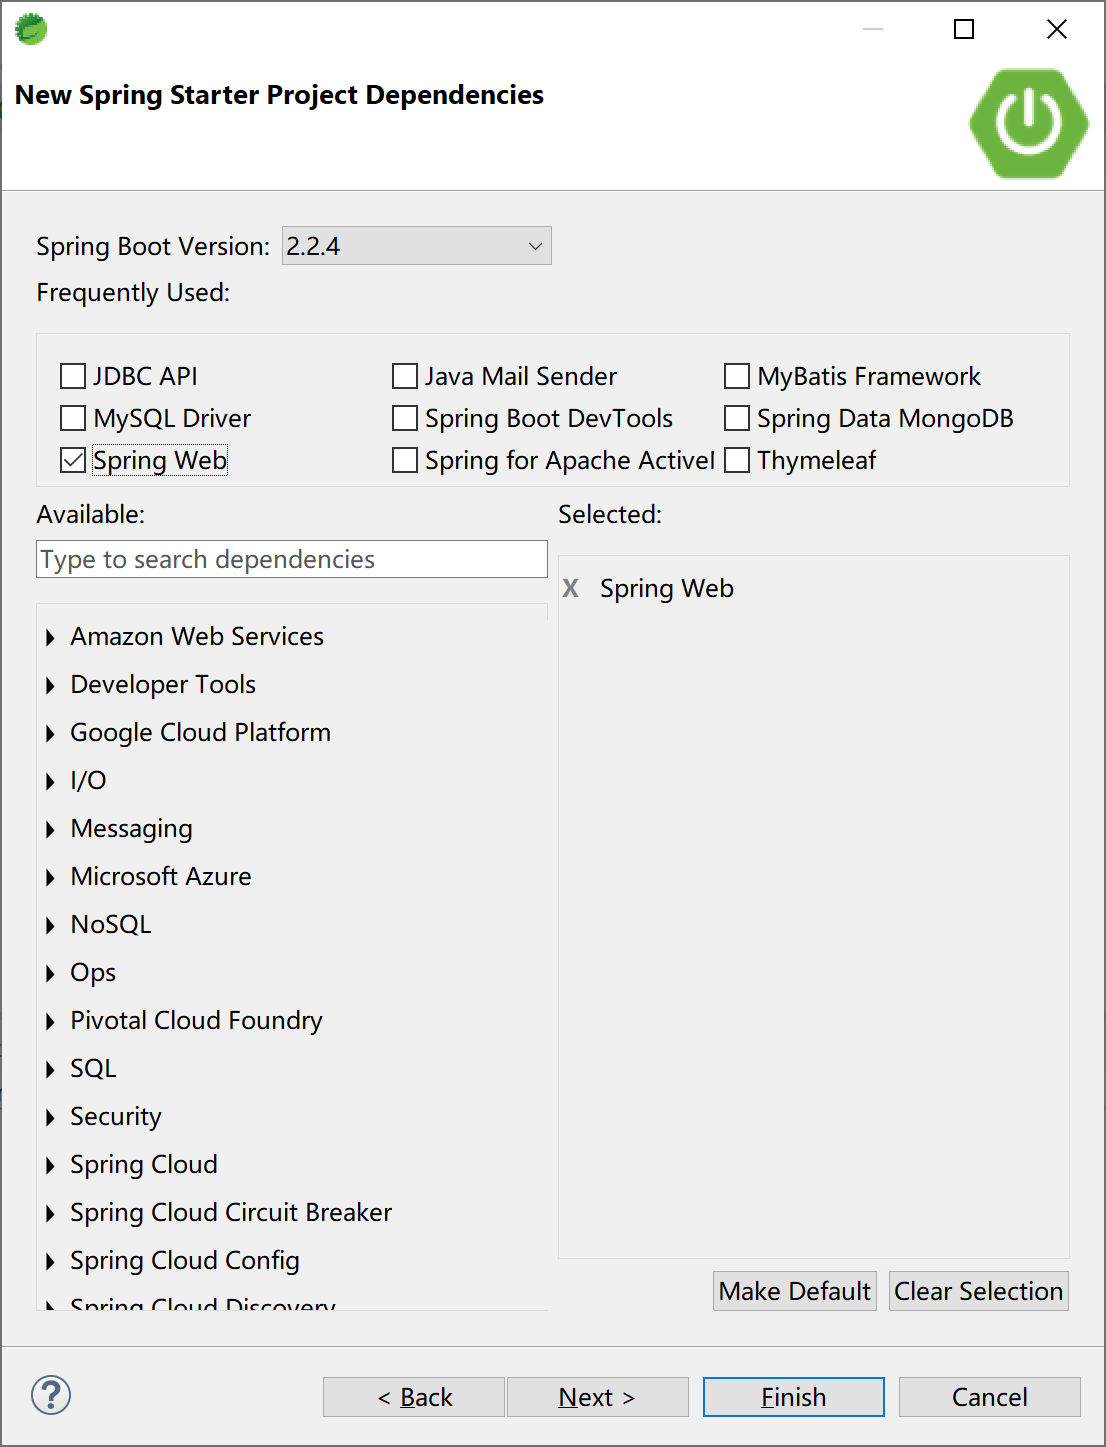 New Spring Starter Project Dependencies
Spring Boot Version: 2.2.4
Frequently Used:
JDBC API Java Mail Sender MyBatis Framework
MySQL Driver Spring Boot DevTools Spring Data MongoDB
Spring Web Spring for Apache Active Thymeleaf
Available: Selected:
Type to search dependencies
X Spring Web
Amazon Web Services
Developer Tools
Google Cloud Platform
I/O
Messaging
Microsoft Azure
NoSQL
Ops
Pivotal Cloud Foundry
SQL
Security
Spring Cloud
Spring Cloud Circuit Breaker
Spring Cloud Config
Spring Cloud Discovery
Make Default Clear Selection
? < Back Next > Finish Cancel